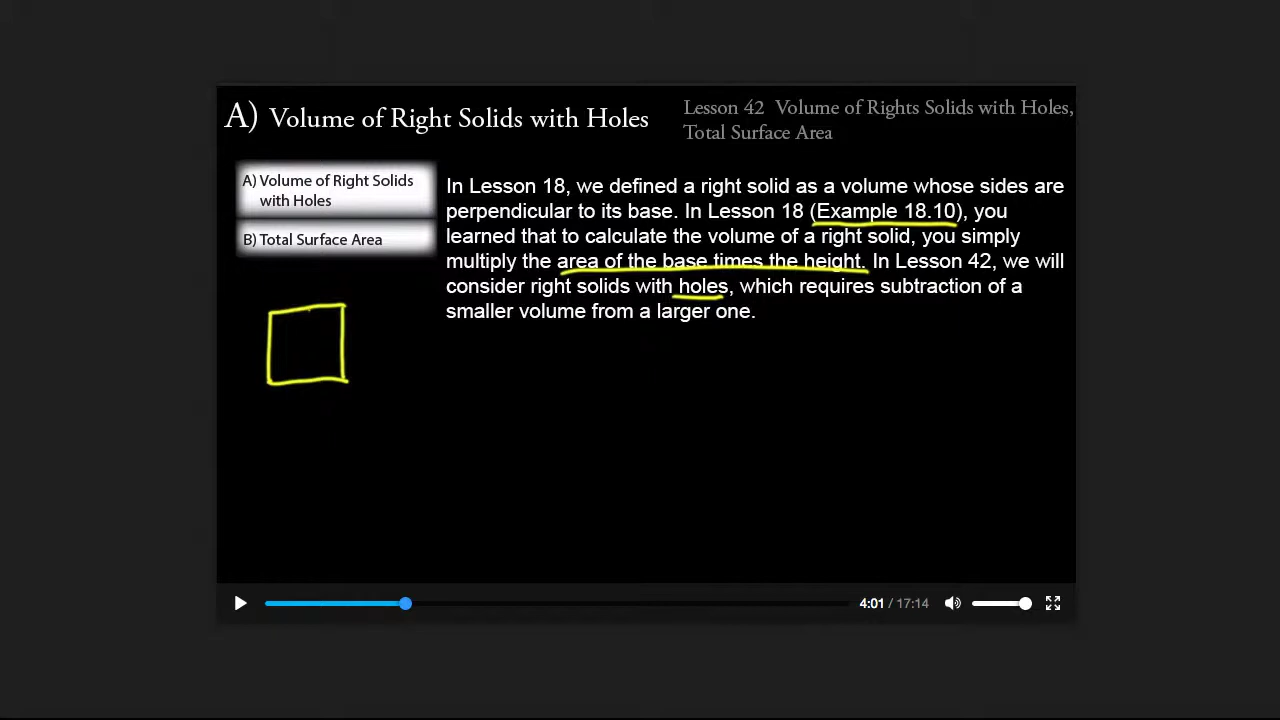 A) Volume of Right Solids with Holes
Lesson 42 Volume of Rights Solids with Holes,
Total Surface Area
A) Volume of Right Solids
with Holes
B) Total Surface Area
In Lesson 18, we defined a right solid as a volume whose sides are
perpendicular to its base. In Lesson 18 (Example 18.10), you
learned that to calculate the volume of a right solid, you simply
multiply the area of the base times the height. In Lesson 42, we will
consider right solids with holes, which requires subtraction of a
smaller volume from a larger one.
4:01 / 17:14